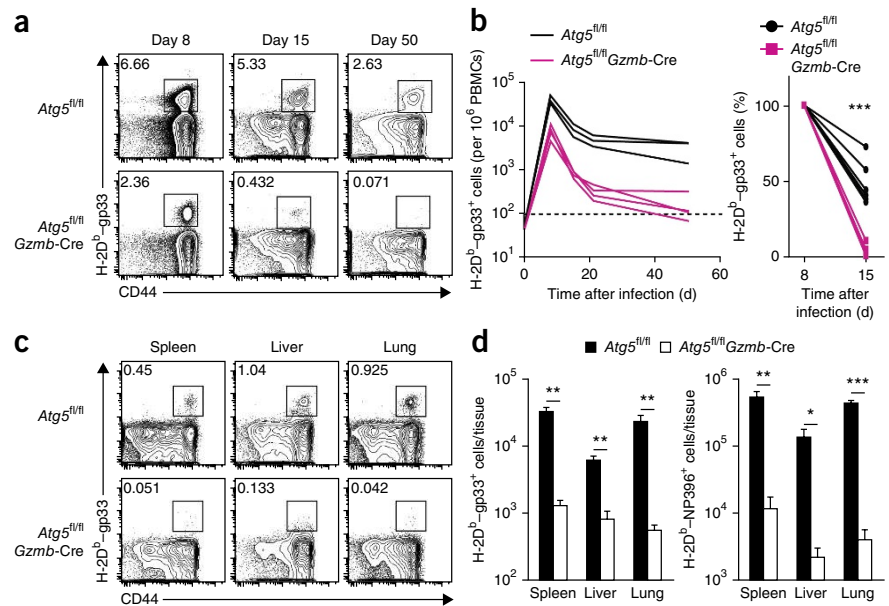 a
Day 8
Day 15
Day 50
Atg5fl/fl
6.66
5.33
2.63
Atg5fl/fl
Gzmb-Cre
2.36
0.432
0.071
H-2Db–gp33
CD44
b
Atg5fl/fl
Atg5fl/flGzmb-Cre
H-2Db–gp33+ cells (per 106 PBMCs)
105
104
103
102
101
0
20
40
60
Time after infection (d)
Atg5fl/fl
Atg5fl/fl
Gzmb-Cre
H-2Db–gp33+ cells (%)
100
50
0
***
8
15
Time after
infection (d)
c
Spleen
Liver
Lung
Atg5fl/fl
0.45
1.04
0.925
Atg5fl/fl
Gzmb-Cre
0.051
0.133
0.042
H-2Db–gp33
CD44
d
Atg5fl/fl
Atg5fl/flGzmb-Cre
H-2Db–gp33+ cells/tissue
105
104
103
102
**
**
**
Spleen
Liver
Lung
H-2Db–NP396+ cells/tissue
106
105
104
103
**
*
***
Spleen
Liver
Lung